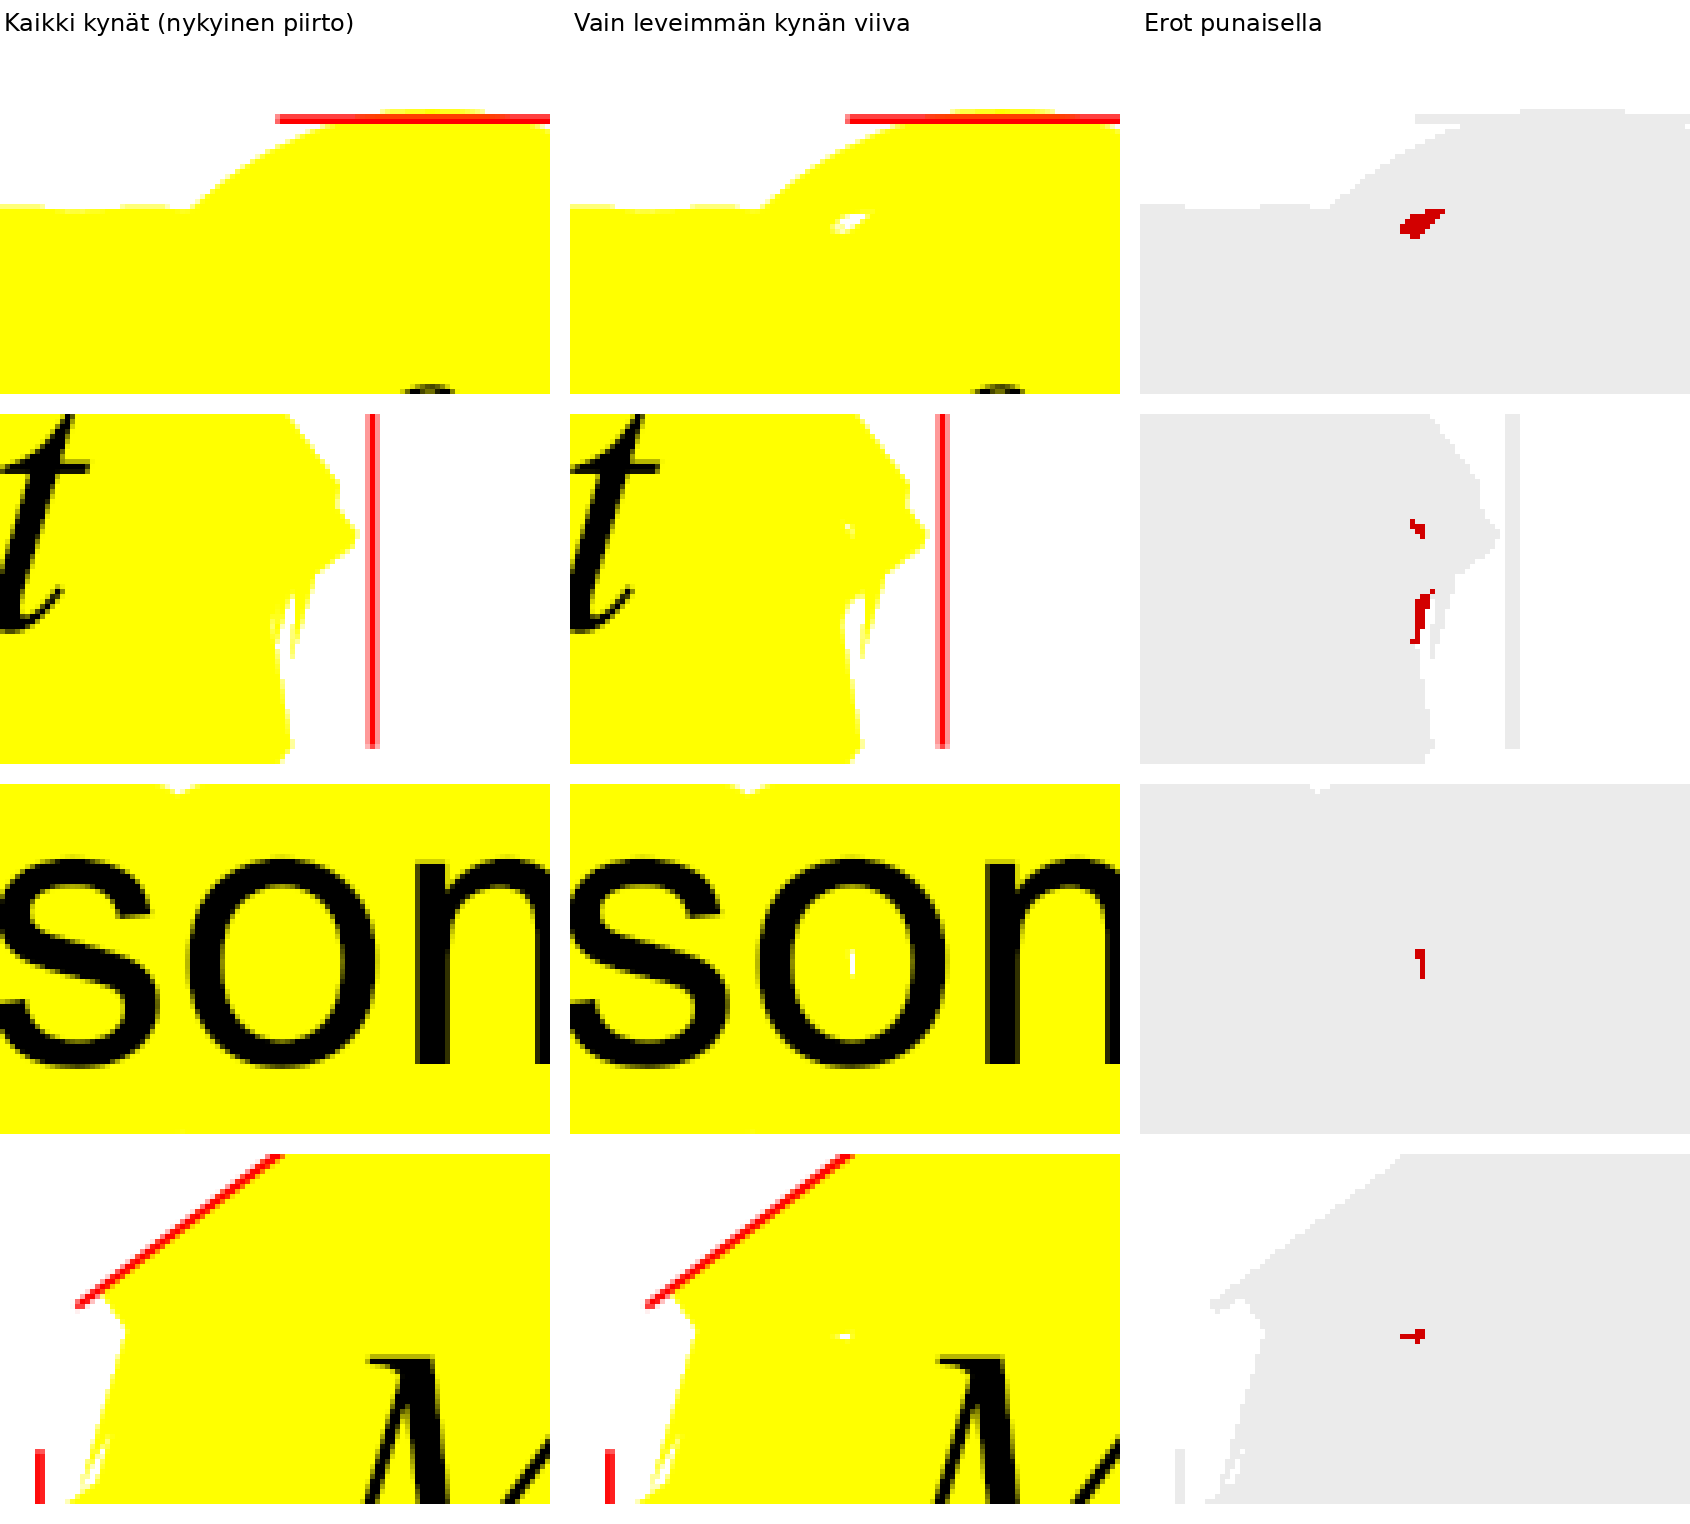 Kaikki kynät (nykyinen piirto)
Vain leveimmän kynän viiva
Erot punaisella
t
t
son
son